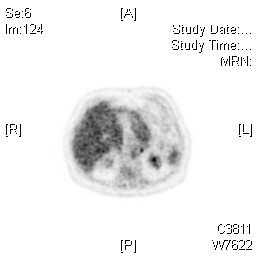 Se:6
[A]
Im:124
Study Date:...
Study Time:...
MRN:
[R]
[L]
C3811
[P]
W7622